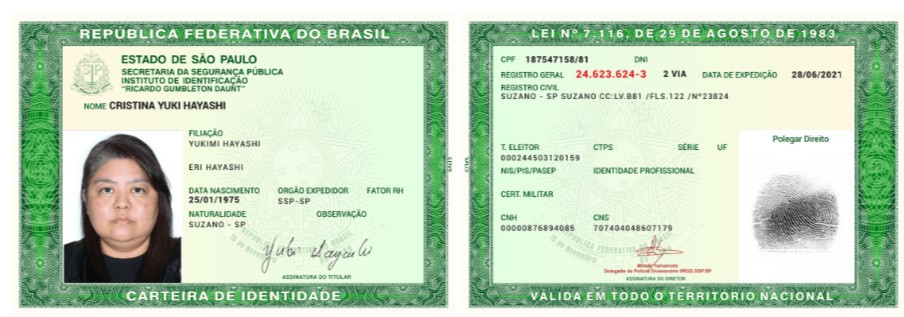 REPÚBLICA FEDERATIVA DO BRASIL
ESTADO DE SÃO PAULO
SECRETARIA DA SEGURANÇA PÚBLICA
INSTITUTO DE IDENTIFICAÇÃO
"RICARDO GUMBLETON DAUNT"
NOME CRISTINA YUKI HAYASHI
FILIAÇÃO
YUKIMI HAYASHI
ERI HAYASHI
DATA NASCIMENTO ORGÃO EXPEDIDOR FATOR RH
25/01/1975 SSP-SP
NATURALIDADE OBSERVAÇÃO
SUZANO - SP
ASSINATURA DO TITULAR
CARTEIRA DE IDENTIDADE
LEI Nº 7.116, DE 29 DE AGOSTO DE 1983
CPF 187547158/81 DNI
REGISTRO GERAL 24.623.624-3 2 VIA DATA DE EXPEDIÇÃO 28/06/2021
REGISTRO CIVIL
SUZANO - SP SUZANO CC:LV.B81 /FLS.122 /Nº23824
Polegar Direito
T. ELEITOR CTPS SÉRIE UF
000244503120159
NIS/PIS/PASEP IDENTIDADE PROFISSIONAL
CERT. MILITAR
CNH CNS
00000876894085 707404048607179
Delegado de Polícia Divisionário IIRGD.SSP.SP
ASSINATURA DO DIRETOR
VALIDA EM TODO O TERRITORIO NACIONAL